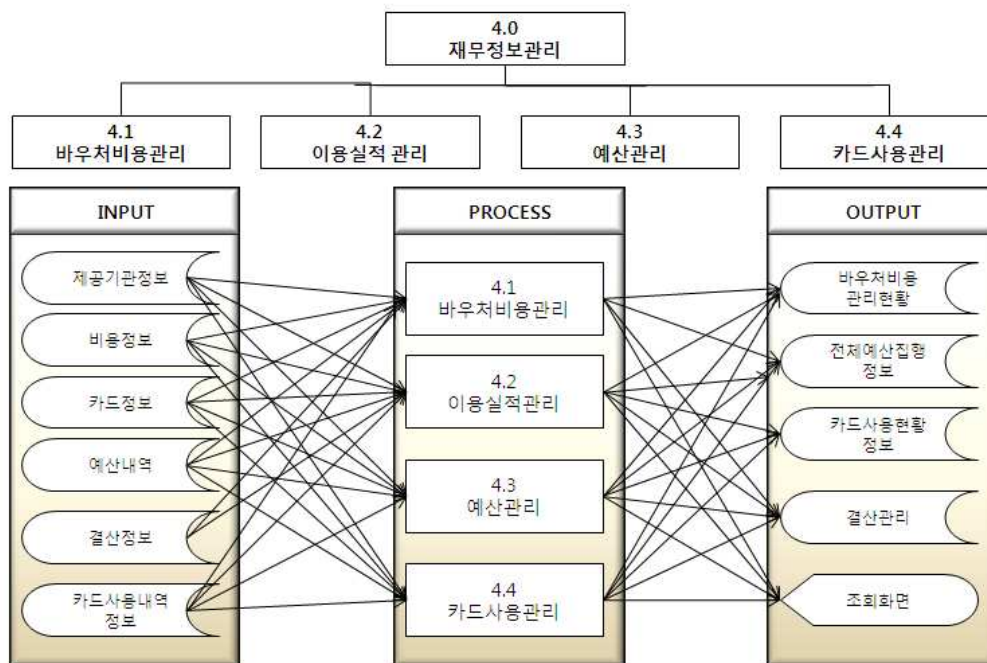 4.0
재무정보관리
4.1
바우처비용관리
4.2
이용실적 관리
4.3
예산관리
4.4
카드사용관리
INPUT
제공기관정보
비용정보
카드정보
예산내역
결산정보
카드사용내역
정보
PROCESS
4.1
바우처비용관리
4.2
이용실적관리
4.3
예산관리
4.4
카드사용관리
OUTPUT
바우처비용
관리현황
전체예산집행
정보
카드사용현황
정보
결산관리
조회화면